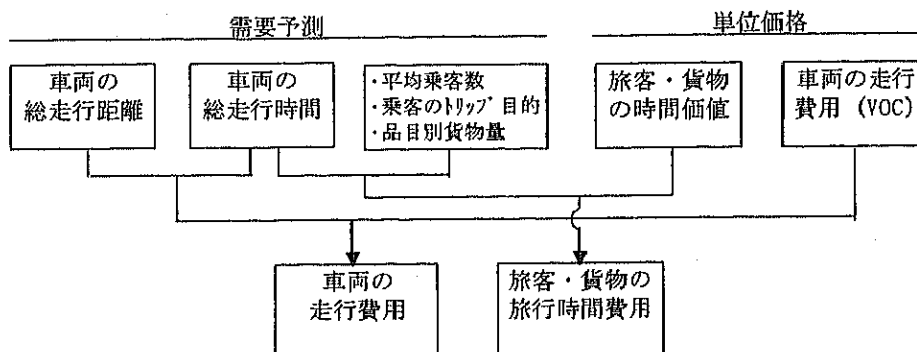 需要予測
単位価格
車両の
総走行距離
車両の
総走行時間
・平均乗客数
・乗客のﾄﾘｯﾌﾟ目的
・品目別貨物量
旅客・貨物
の時間価値
車両の走行
費用 (VOC)
車両の
走行費用
旅客・貨物の
旅行時間費用